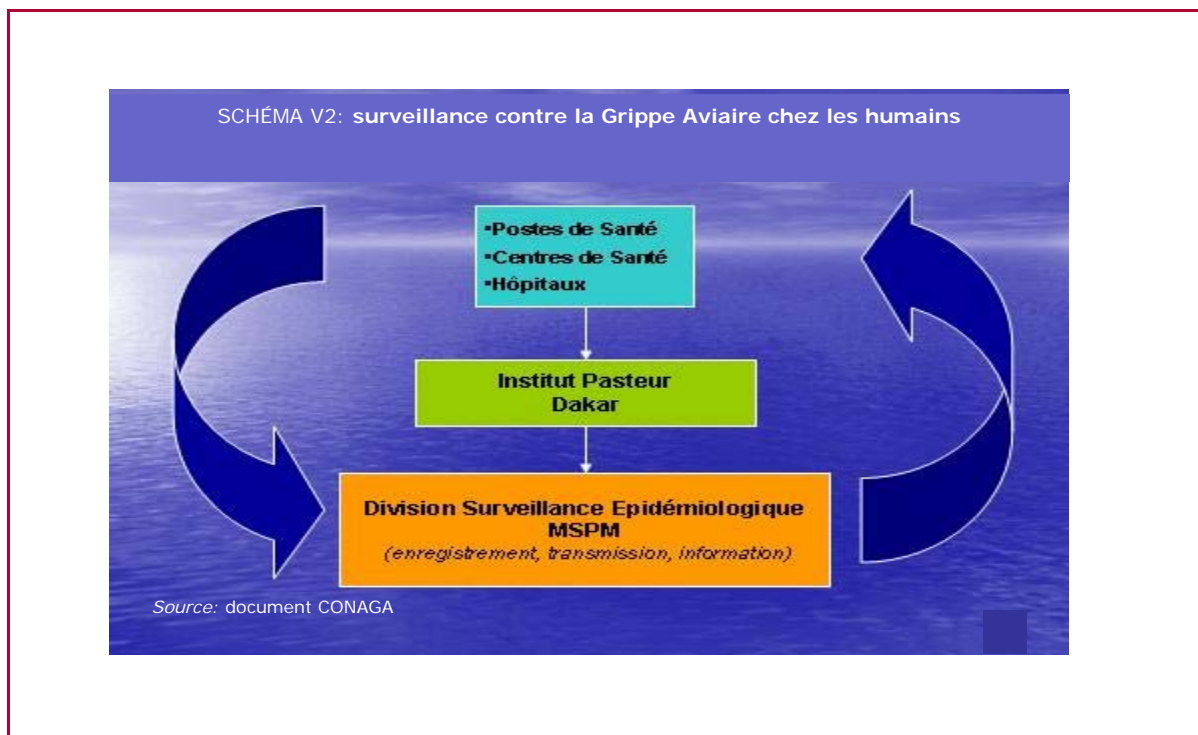 SCHÉMA V2: surveillance contre la Grippe Aviaire chez les humains
▪Postes de Santé
▪Centres de Santé
▪Hôpitaux
Institut Pasteur
Dakar
Division Surveillance Epidémiologique
MSPM
(enregistrement, transmission, information)
Source: document CONAGA